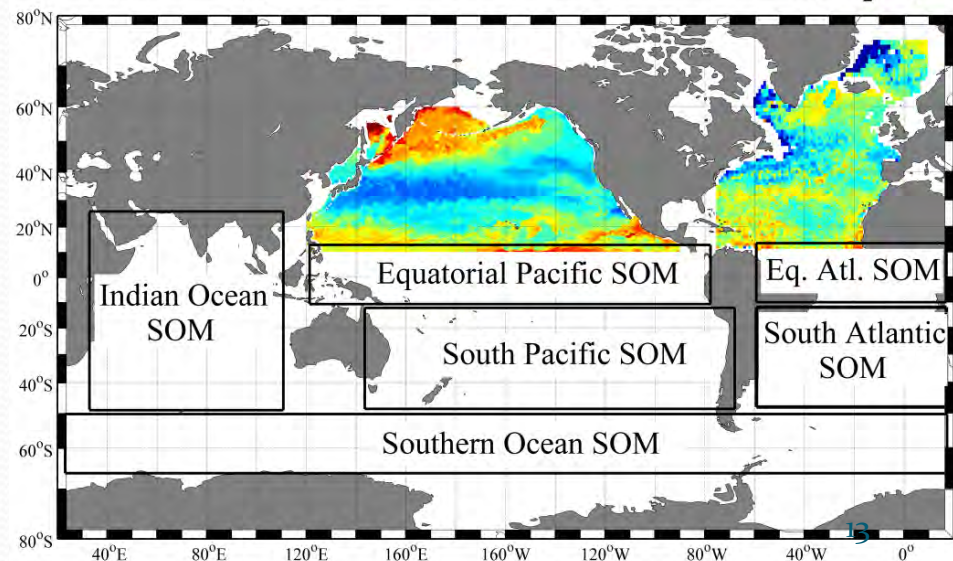 80°N
60°N
40°N
20°N
0°
20°S
40°S
60°S
80°S
Equatorial Pacific SOM
Eq. Atl. SOM
Indian Ocean
SOM
South Pacific SOM
South Atlantic
SOM
Southern Ocean SOM
13
40°E 80°E 120°E 160°E 160°W 120°W 80°W 40°W 0°